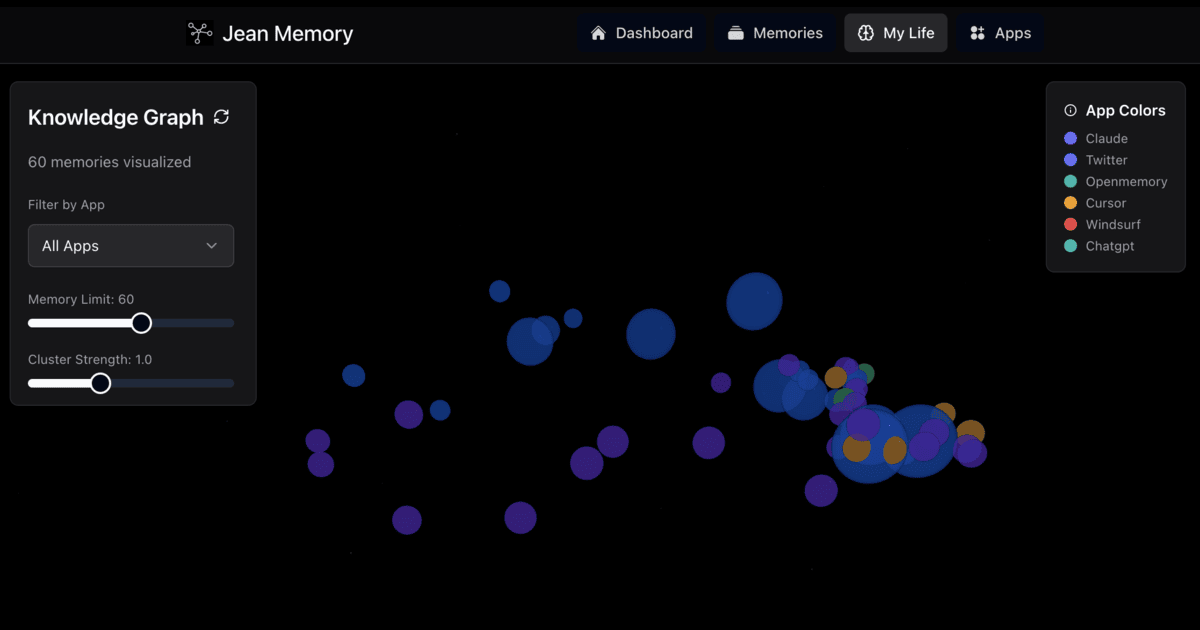 Jean Memory
Dashboard
Memories
My Life
Apps
Knowledge Graph
60 memories visualized
Filter by App
All Apps
Memory Limit: 60
Cluster Strength: 1.0
App Colors
Claude
Twitter
Openmemory
Cursor
Windsurf
Chatgpt